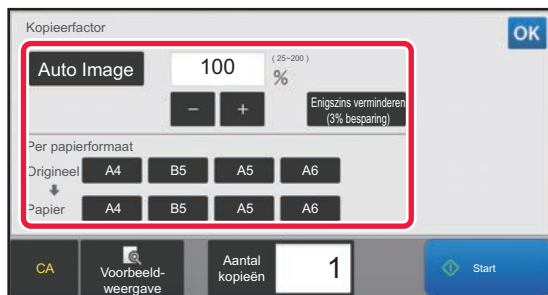 Kopieerfactor
OK
Auto Image
100
(25~200)
%
−
+
Enigszins verminderen
(3% besparing)
Per papierformaat
Origineel
A4
B5
A5
A6
Papier
A4
B5
A5
A6
CA
Voorbeeld-
weergave
Aantal
kopieën
1
Start